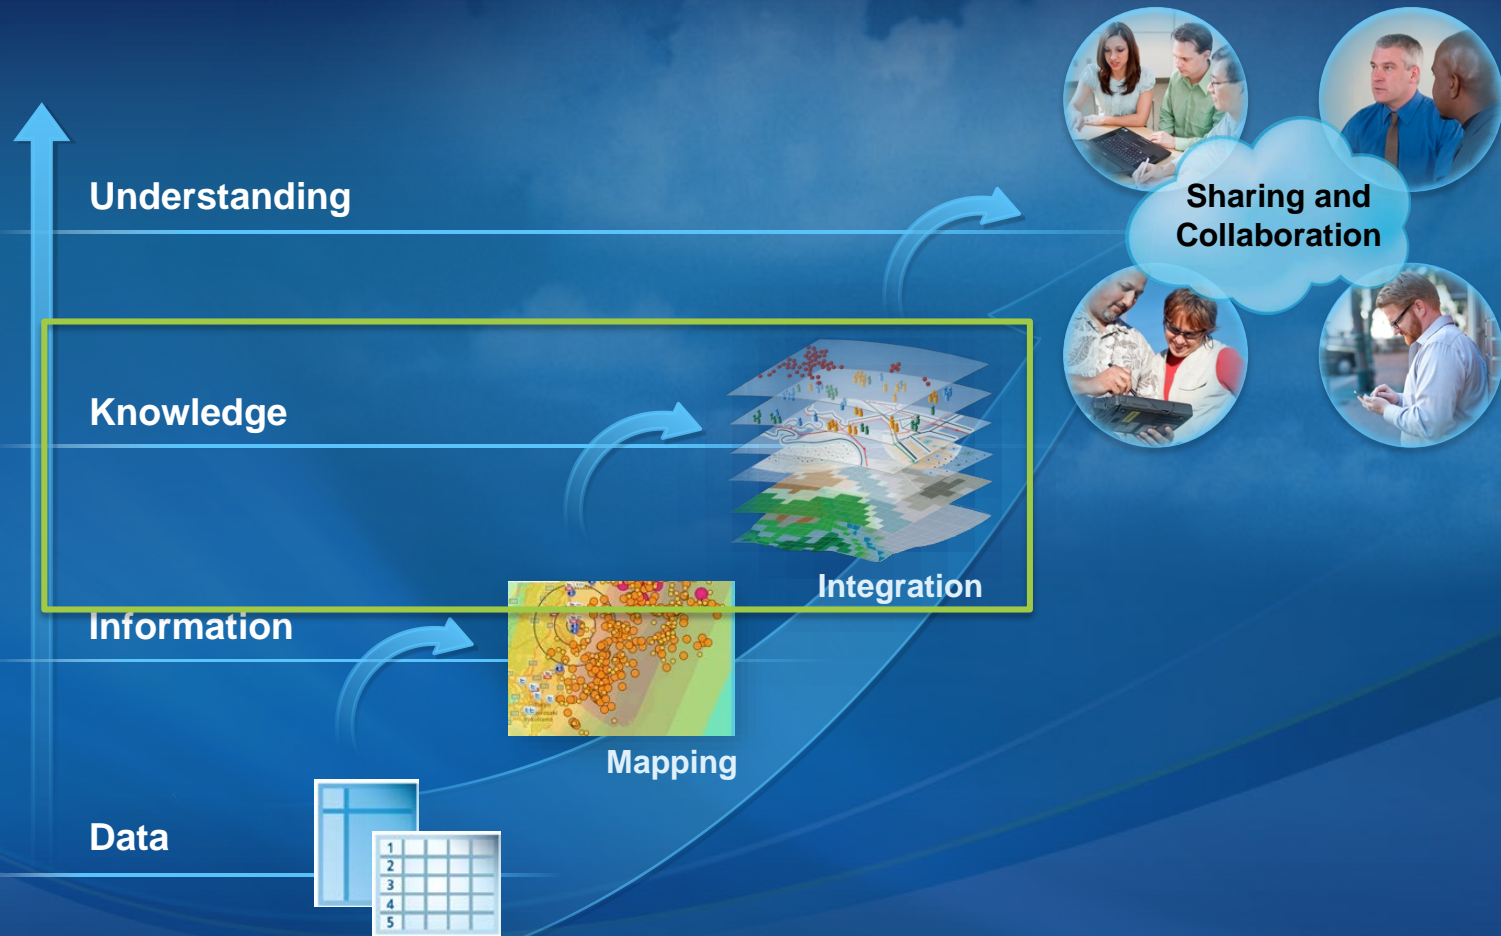 Understanding
Sharing and
Collaboration
Knowledge
Integration
Information
Mapping
Data
1
2
3
4
5